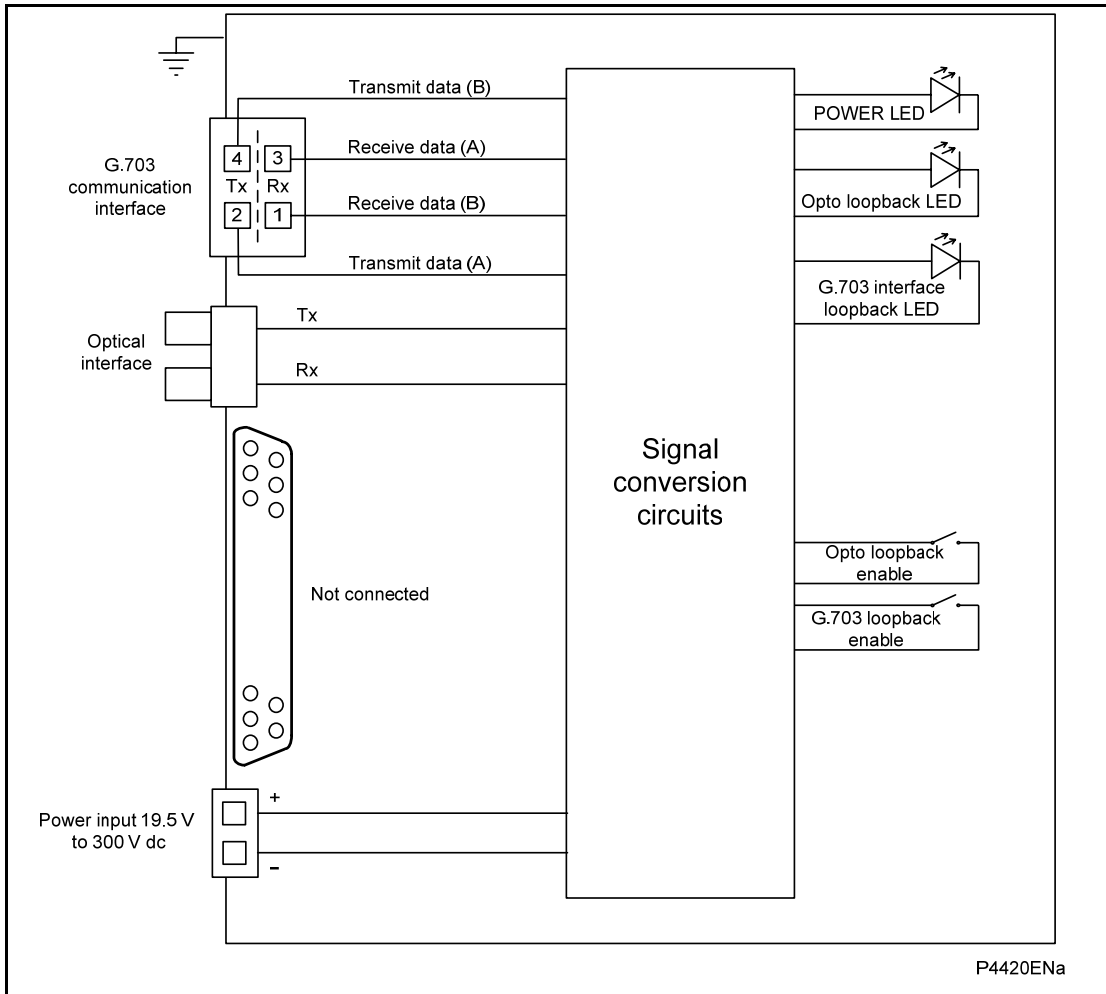 Transmit data (B)
POWER LED
G.703
communication
interface
4
3
Receive data (A)
Tx
Rx
2
1
Receive data (B)
Opto loopback LED
Transmit data (A)
G.703 interface
loopback LED
Optical
interface
Tx
Rx
Signal
conversion
circuits
Not connected
Opto loopback
enable
G.703 loopback
enable
Power input 19.5 V
to 300 V dc
+
–
P4420ENa